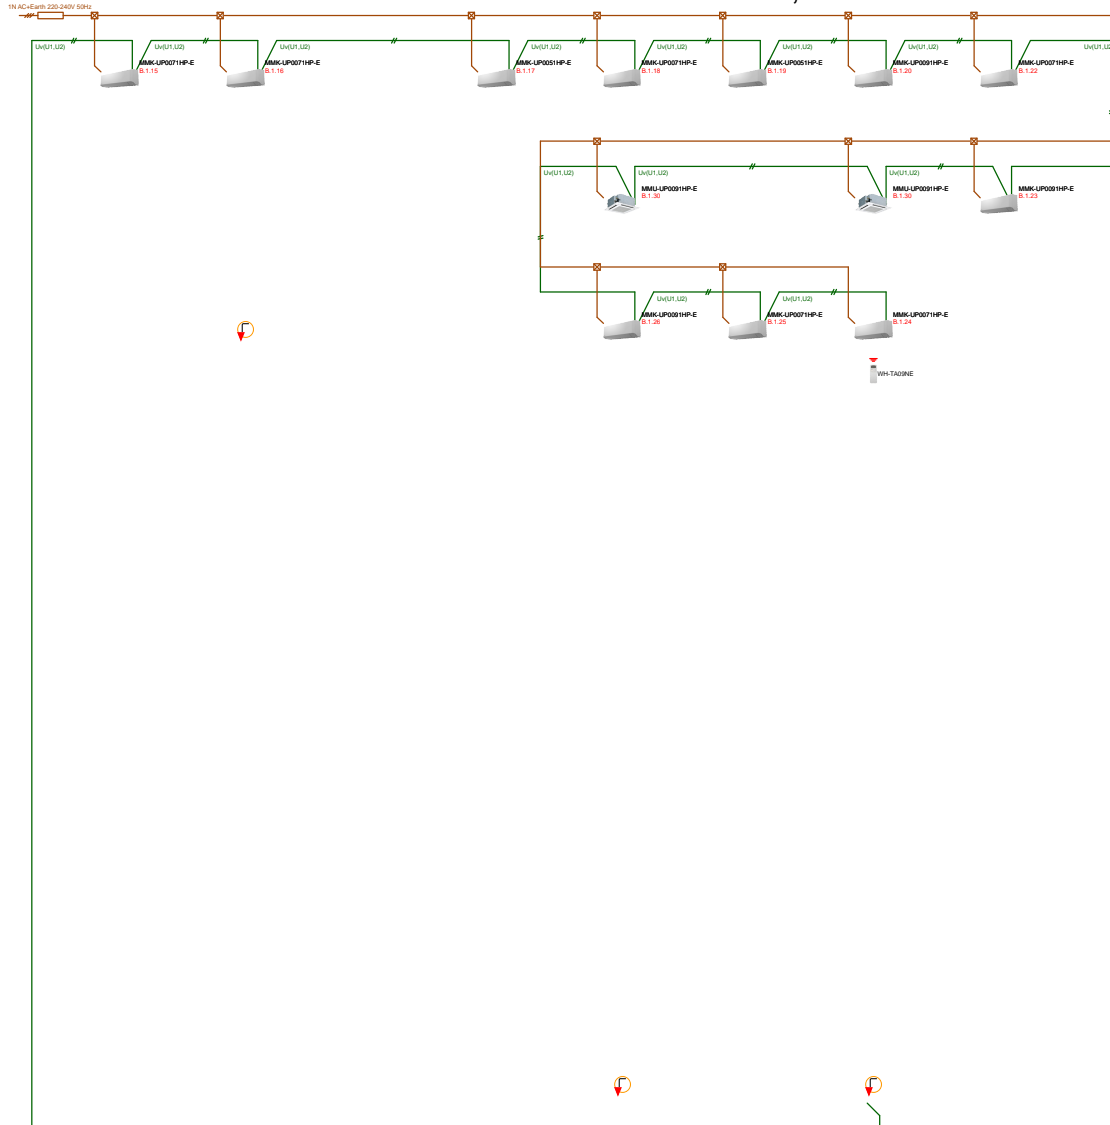 1N AC+Earth 220-240V 50Hz
Uv(U1,U2)
Uv(U1,U2)
Uv(U1,U2)
Uv(U1,U2)
Uv(U1,U2)
Uv(U1,U2)
Uv(U1,U2)
MMK-UP0071HP-E
B.1.15
MMK-UP0071HP-E
B.1.16
MMK-UP0051HP-E
B.1.17
MMK-UP0071HP-E
B.1.18
MMK-UP0051HP-E
B.1.19
MMK-UP0091HP-E
B.1.20
MMK-UP0071HP-E
B.1.22
Uv(U1,U2)
Uv(U1,U2)
Uv(U1,U2)
MMU-UP0091HP-E
B.1.30
MMU-UP0091HP-E
B.1.30
MMK-UP0091HP-E
B.1.23
Uv(U1,U2)
Uv(U1,U2)
MMK-UP0091HP-E
B.1.26
MMK-UP0071HP-E
B.1.25
MMK-UP0071HP-E
B.1.24
WH-TA09NE